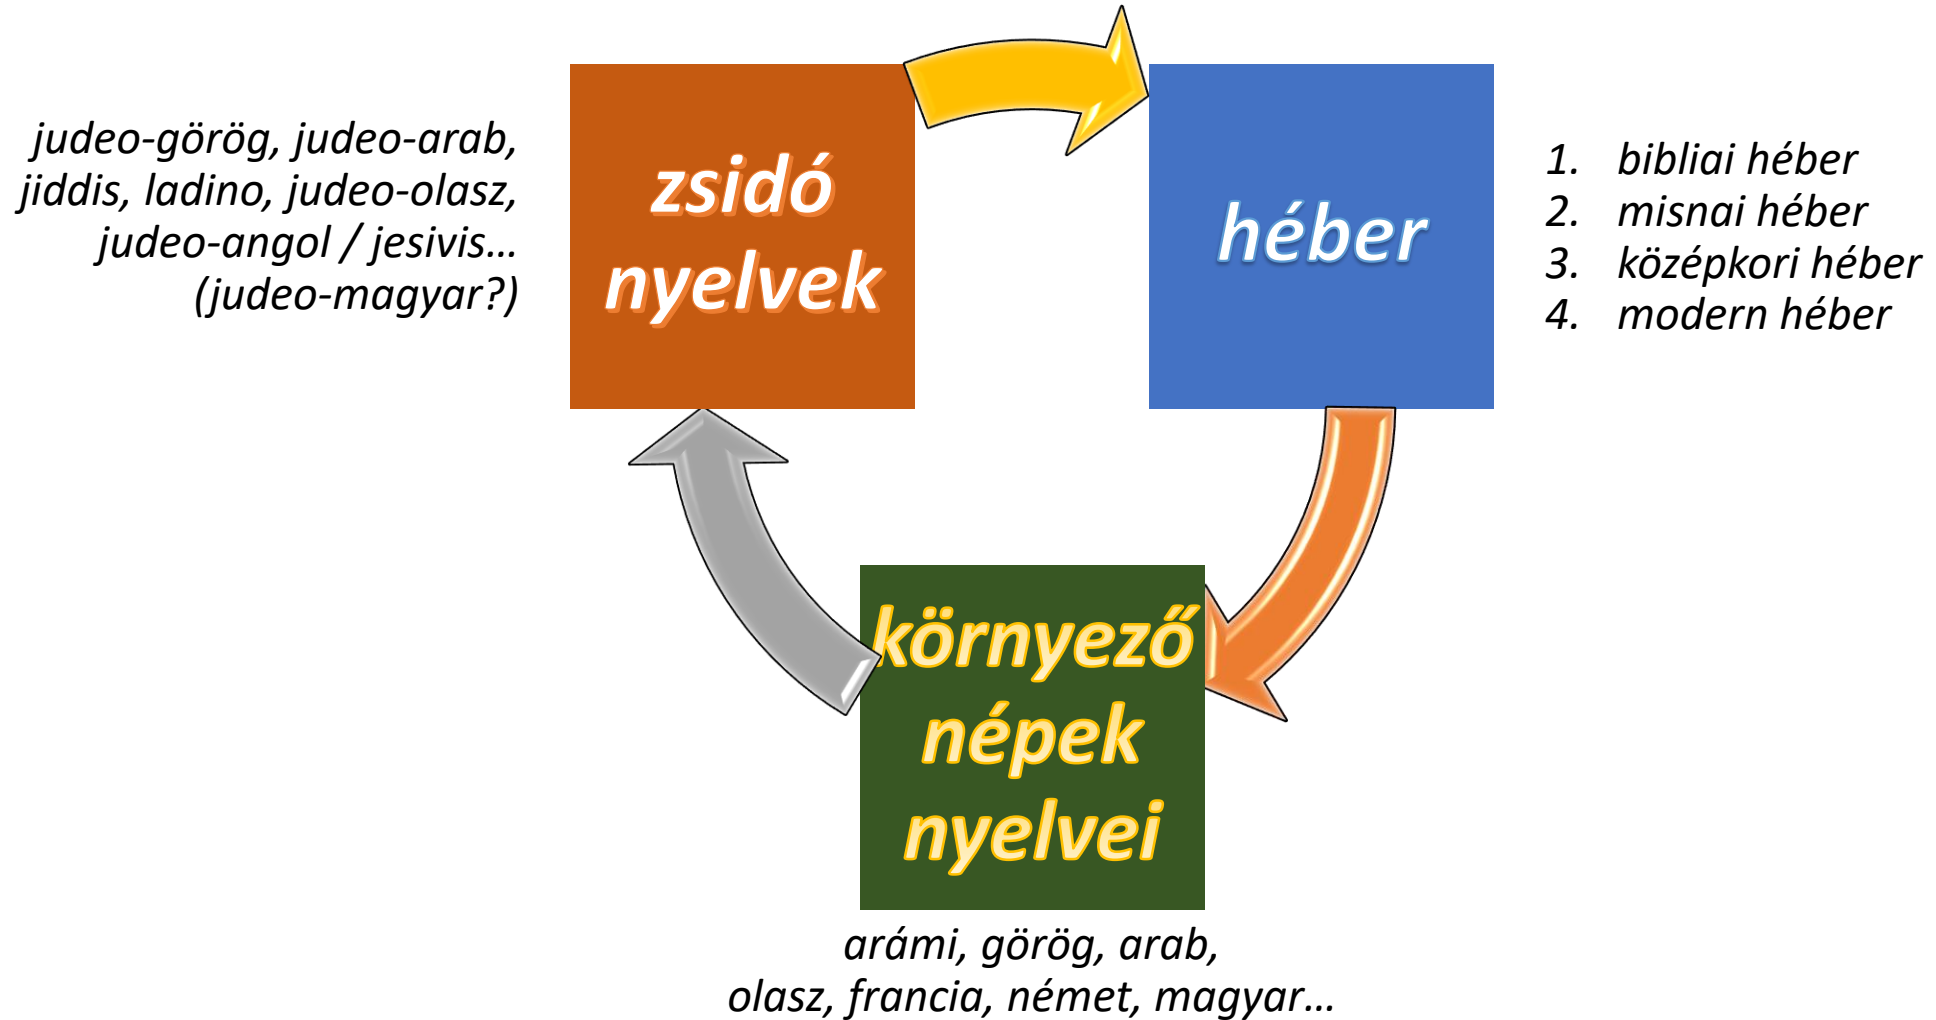 judeo-görög, judeo-arab,
jiddis, ladino, judeo-olasz,
judeo-angol / jesivis…
(judeo-magyar?)
zsidó
nyelvek
héber
1. bibliai héber
2. misnai héber
3. középkori héber
4. modern héber
környező
népek
nyelvei
arámi, görög, arab,
olasz, francia, német, magyar…